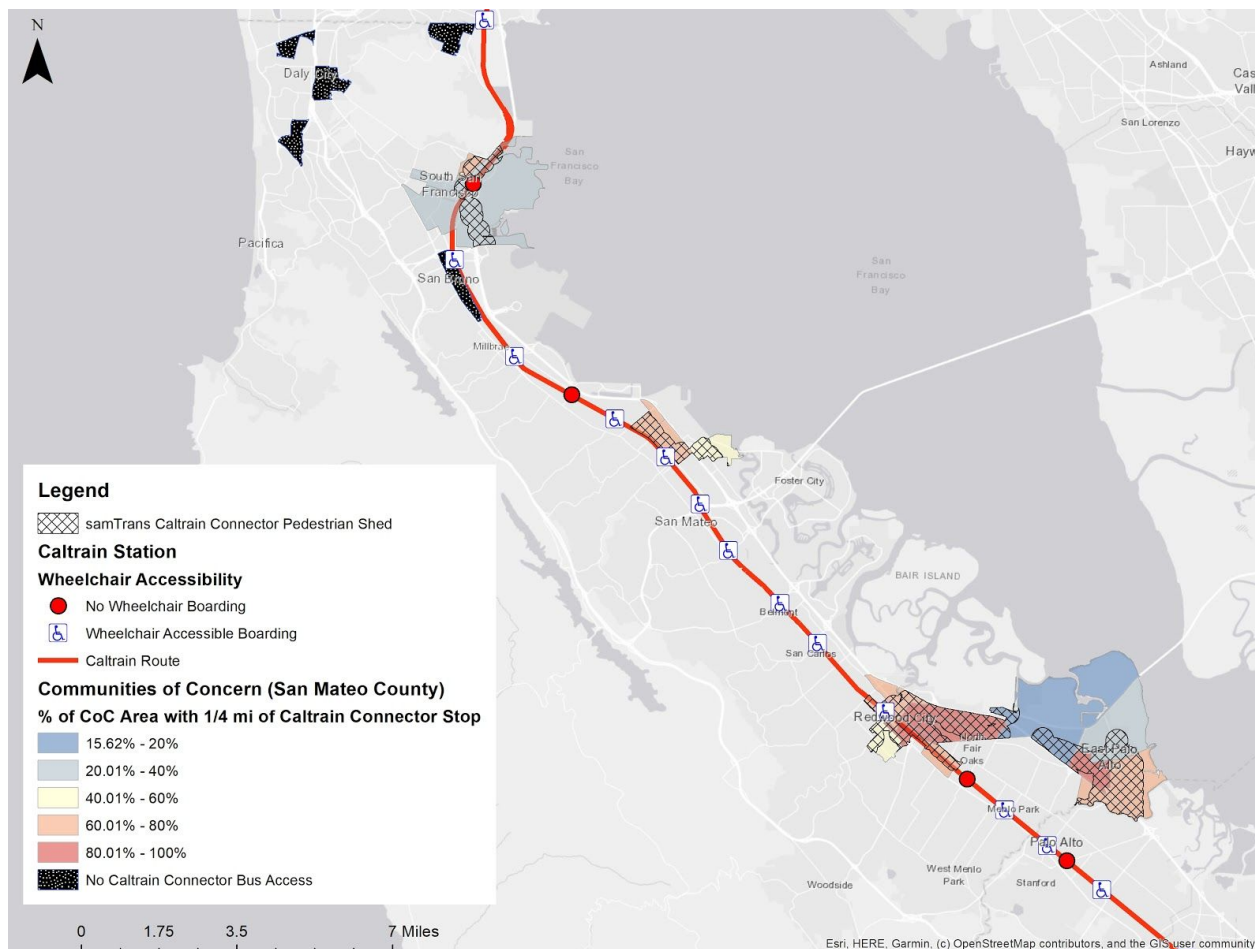 N
Daly City
Ashland
Cas
Vall
San Lorenzo
Hayw
San
Francisco
Bay
South San
Francisco
Pacifica
San Bruno
San
Francisco
Bay
Millbrae
Foster City
San Mateo
BAIR ISLAND
Belmont
San Carlos
Redwood City
North
Fair
Oaks
East Palo
Alto
Menlo Park
Palo Alto
West Menlo
Park
Stanford
Woodside
Legend
samTrans Caltrain Connector Pedestrian Shed
Caltrain Station
Wheelchair Accessibility
No Wheelchair Boarding
Wheelchair Accessible Boarding
Caltrain Route
Communities of Concern (San Mateo County)
% of CoC Area with 1/4 mi of Caltrain Connector Stop
15.62% - 20%
20.01% - 40%
40.01% - 60%
60.01% - 80%
80.01% - 100%
No Caltrain Connector Bus Access
0 1.75 3.5 7 Miles
Esri, HERE, Garmin, (c) OpenStreetMap contributors, and the GIS user community